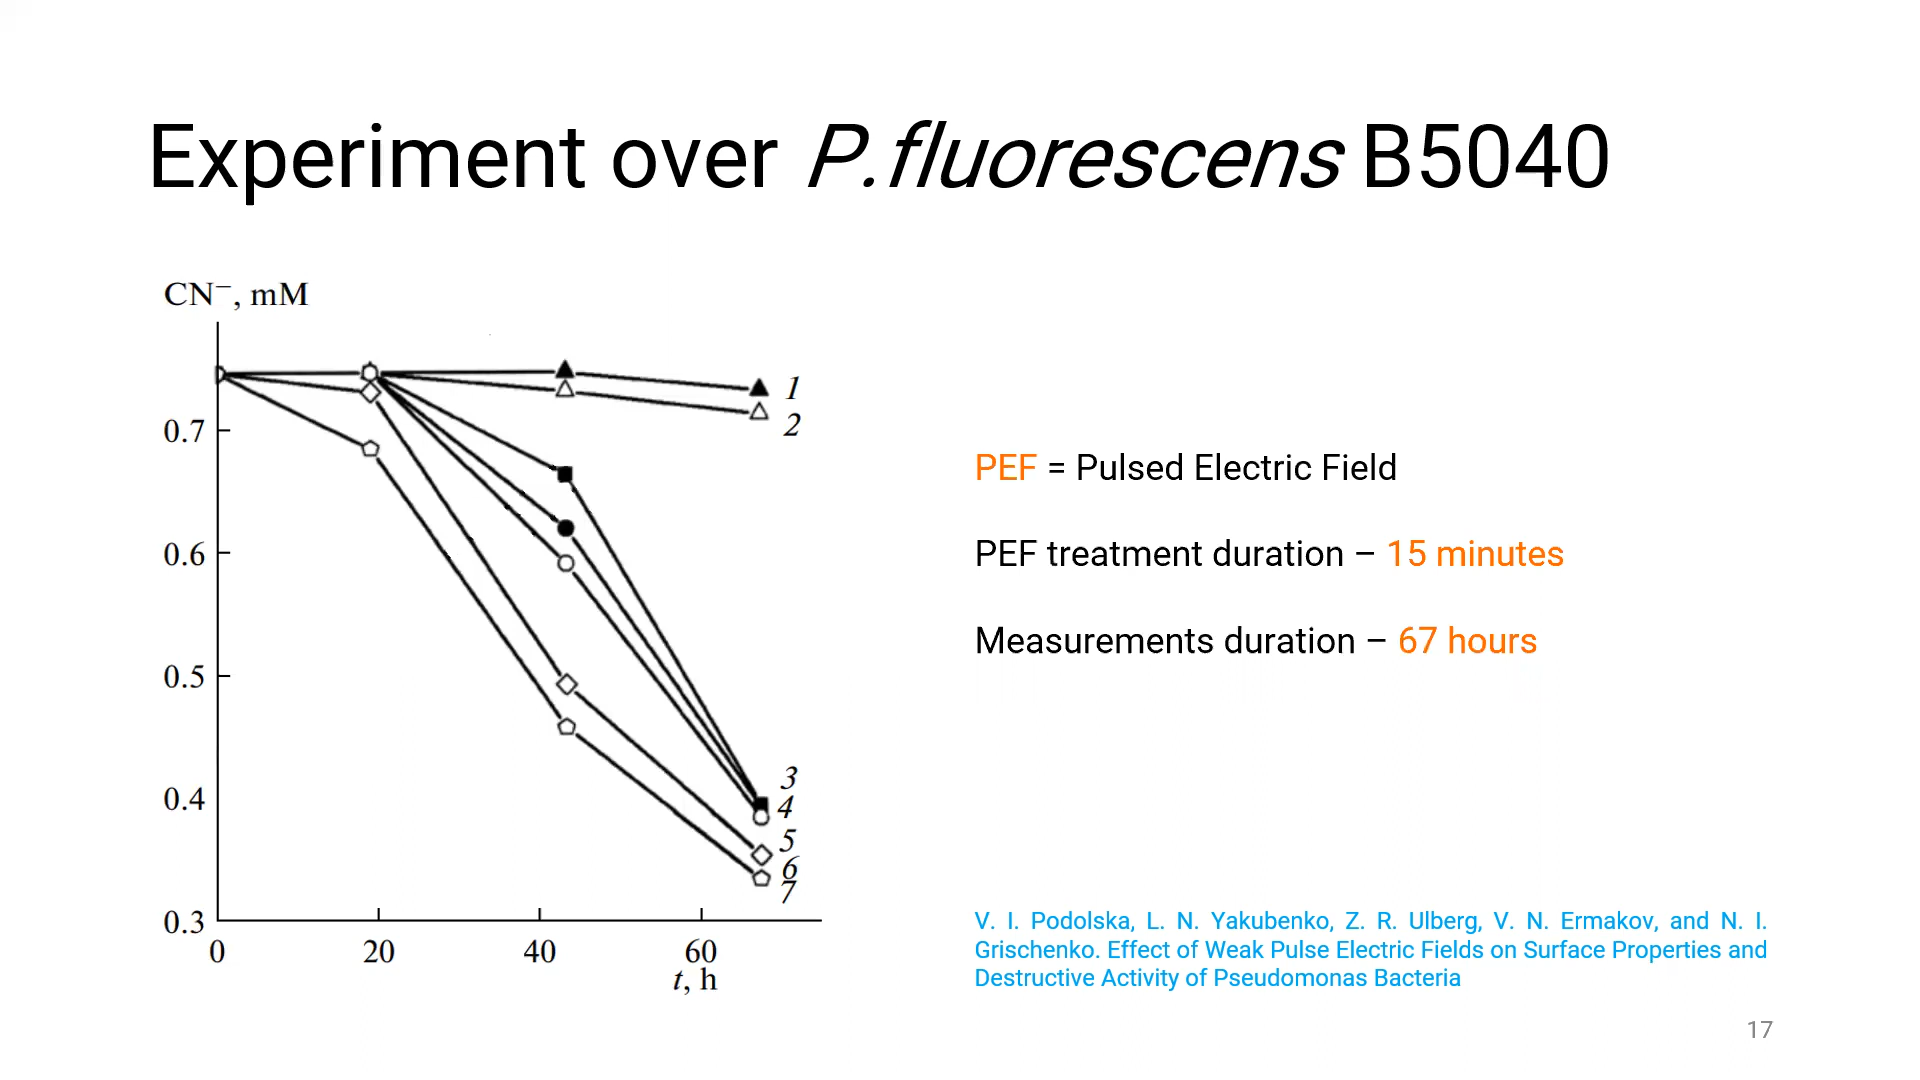 Experiment over P.fluorescens B5040
CN⁻, mM
0.7
0.6
0.5
0.4
0.3
0
20
40
60
t, h
1
2
3
4
5
6
7
PEF = Pulsed Electric Field
PEF treatment duration – 15 minutes
Measurements duration – 67 hours
V. I. Podolska, L. N. Yakubenko, Z. R. Ulberg, V. N. Ermakov, and N. I.
Grischenko. Effect of Weak Pulse Electric Fields on Surface Properties and
Destructive Activity of Pseudomonas Bacteria
17